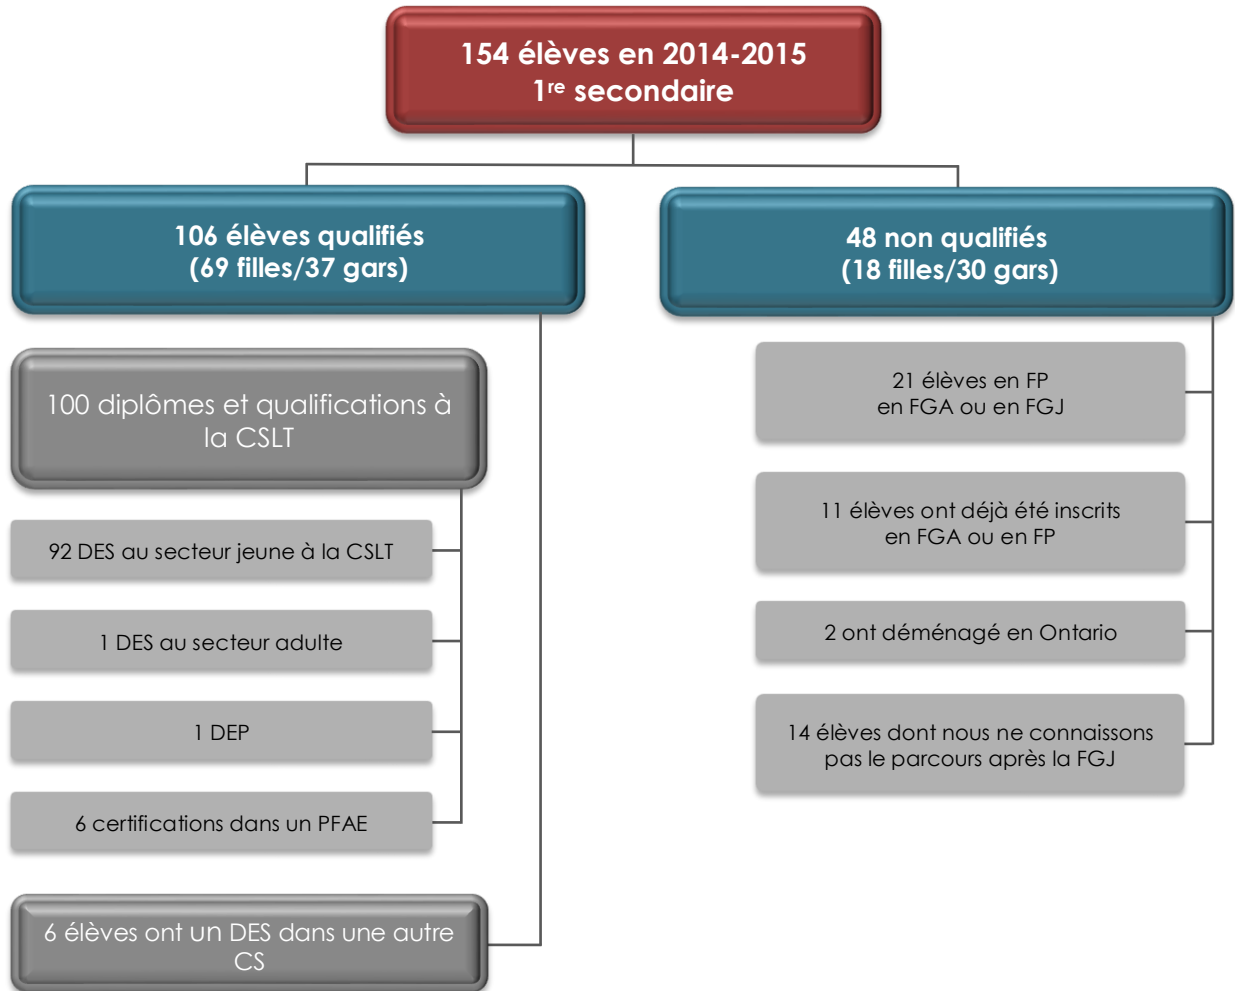 154 élèves en 2014-2015
1re secondaire
106 élèves qualifiés
(69 filles/37 gars)
100 diplômes et qualifications à
la CSLT
92 DES au secteur jeune à la CSLT
1 DES au secteur adulte
1 DEP
6 certifications dans un PFAE
6 élèves ont un DES dans une autre
CS
48 non qualifiés
(18 filles/30 gars)
21 élèves en FP
en FGA ou en FGJ
11 élèves ont déjà été inscrits
en FGA ou en FP
2 ont déménagé en Ontario
14 élèves dont nous ne connaissons
pas le parcours après la FGJ